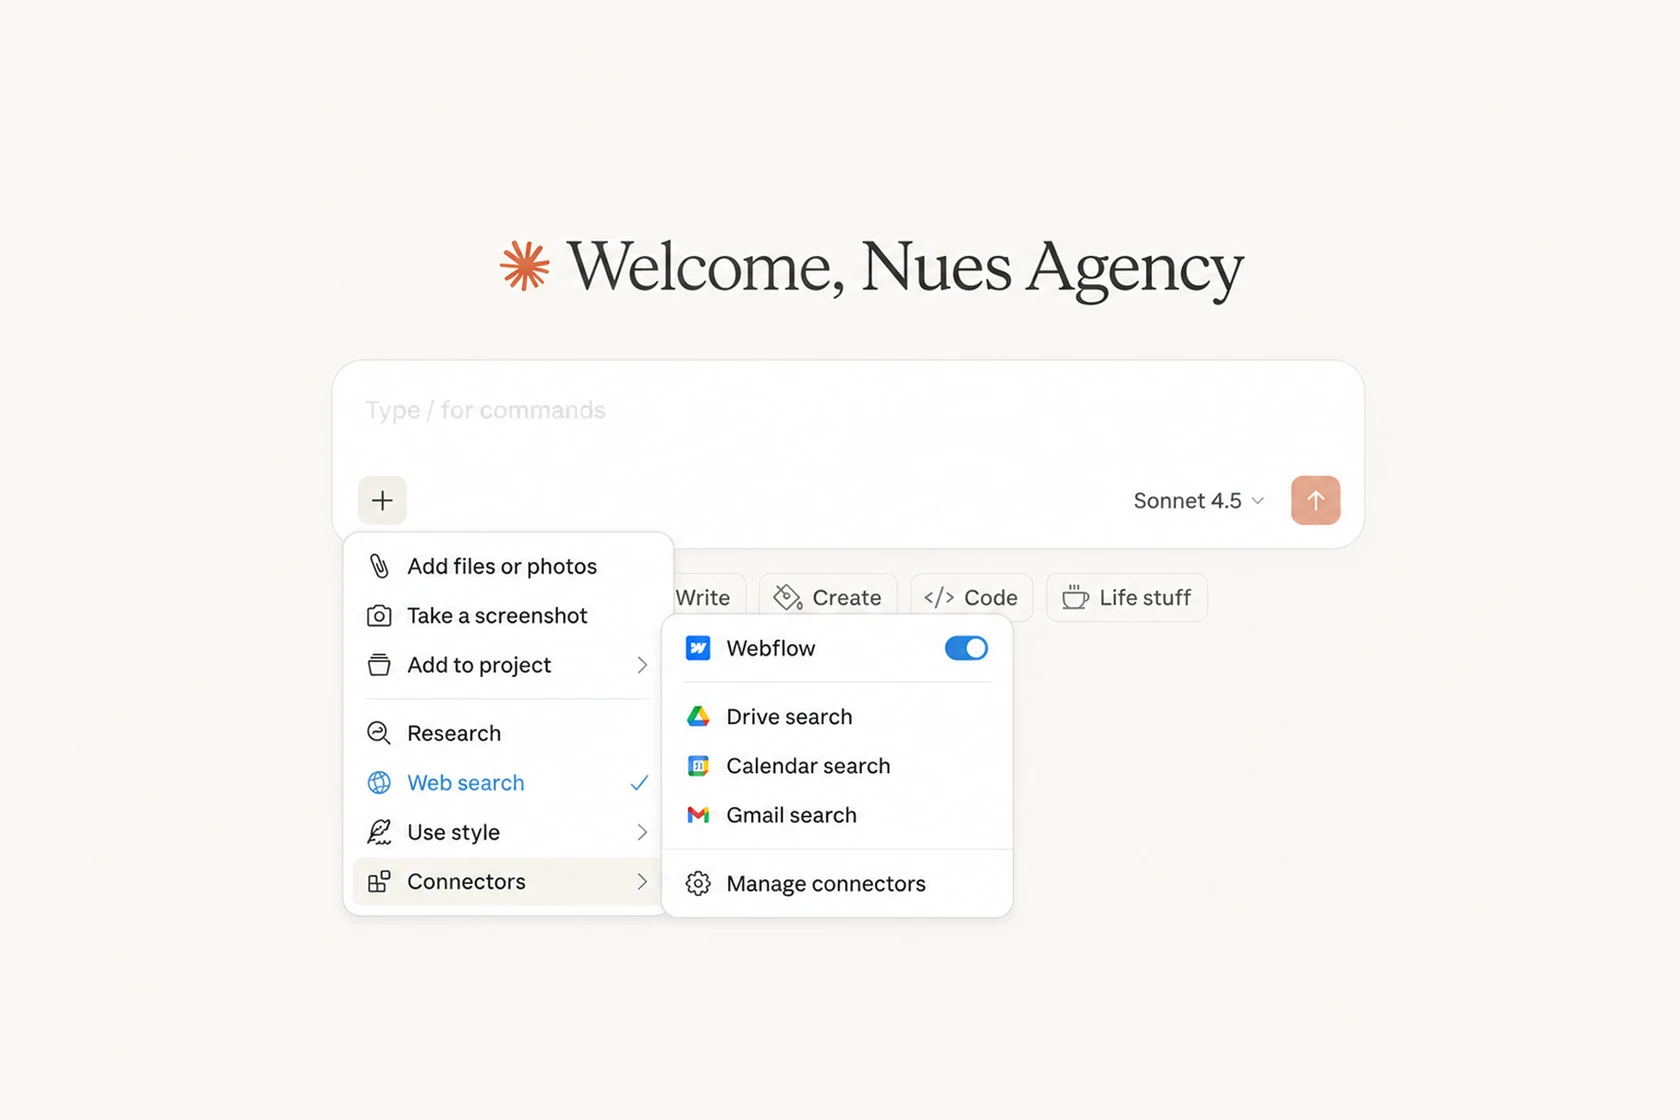 Welcome, Nues Agency
Type / for commands
Sonnet 4.5
Add files or photos
Take a screenshot
Add to project
Research
Web search
Use style
Connectors
Write
Create
</> Code
Life stuff
Webflow
Drive search
31
Calendar search
Gmail search
Manage connectors